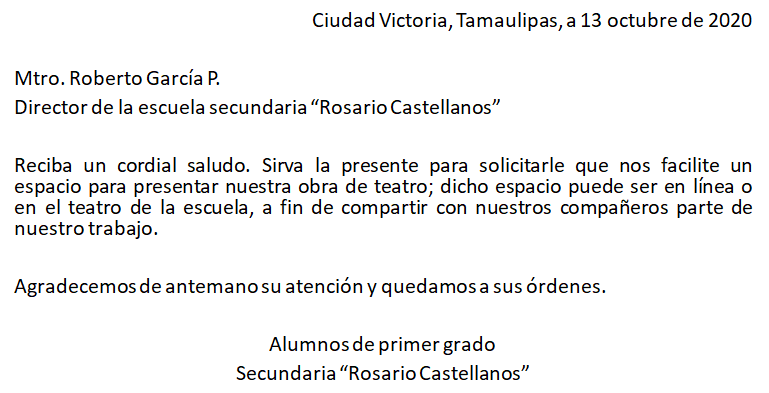 Ciudad Victoria, Tamaulipas, a 13 octubre de 2020
Mtro. Roberto García P.
Director de la escuela secundaria “Rosario Castellanos”
Reciba un cordial saludo. Sirva la presente para solicitarle que nos facilite un
espacio para presentar nuestra obra de teatro; dicho espacio puede ser en línea o
en el teatro de la escuela, a fin de compartir con nuestros compañeros parte de
nuestro trabajo.
Agradecemos de antemano su atención y quedamos a sus órdenes.
Alumnos de primer grado
Secundaria “Rosario Castellanos”